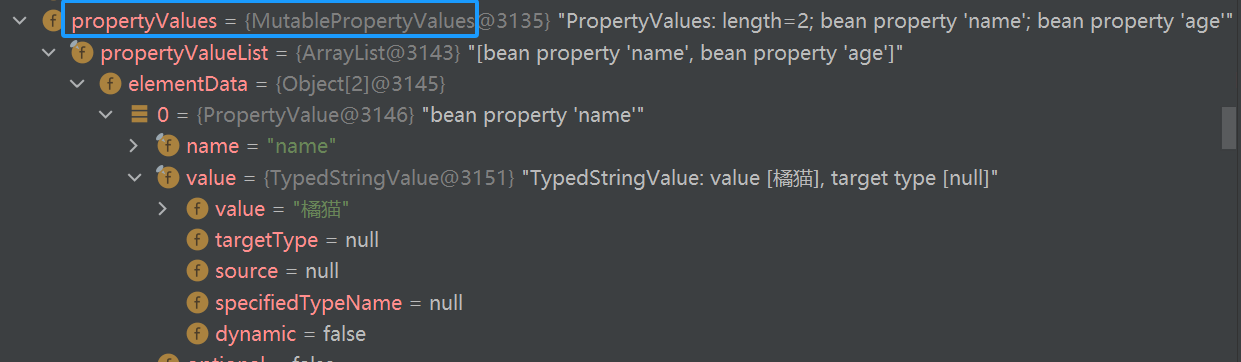 propertyValues = {MutablePropertyValues@3135} "PropertyValues: length=2; bean property 'name'; bean property 'age'"
propertyValueList = {ArrayList@3143} "[bean property 'name', bean property 'age']"
elementData = {Object[2]@3145}
0 = {PropertyValue@3146} "bean property 'name'"
name = "name"
value = {TypedStringValue@3151} "TypedStringValue: value [橘猫], target type [null]"
value = "橘猫"
targetType = null
source = null
specifiedTypeName = null
dynamic = false
optional = false